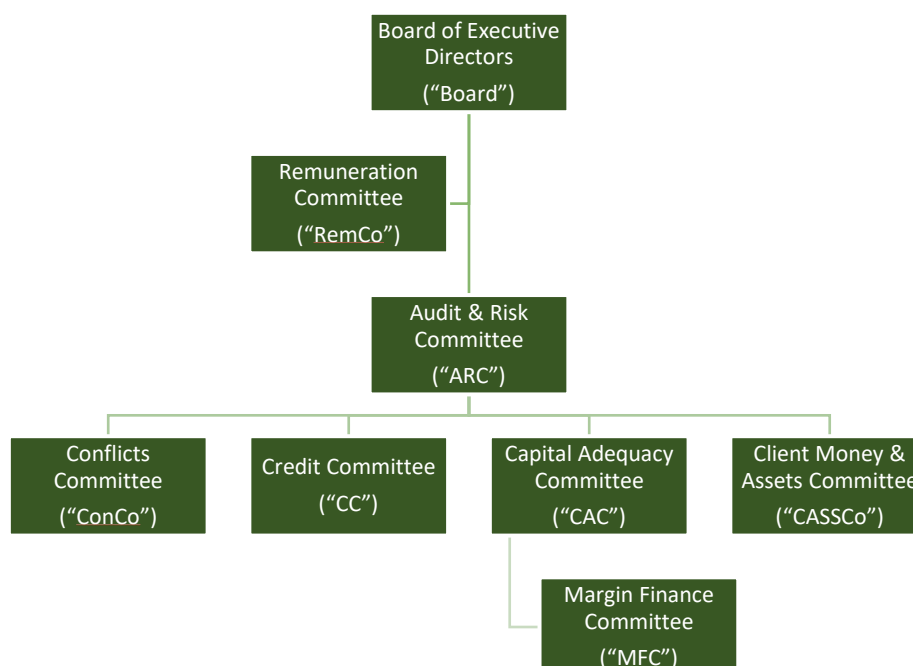 Board of Executive
Directors
(“Board”)
Remuneration
Committee
(“RemCo”)
Audit & Risk
Committee
(“ARC”)
Conflicts
Committee
(“ConCo”)
Credit Committee
(“CC”)
Capital Adequacy
Committee
(“CAC”)
Client Money &
Assets Committee
(“CASSCo”)
Margin Finance
Committee
(“MFC”)